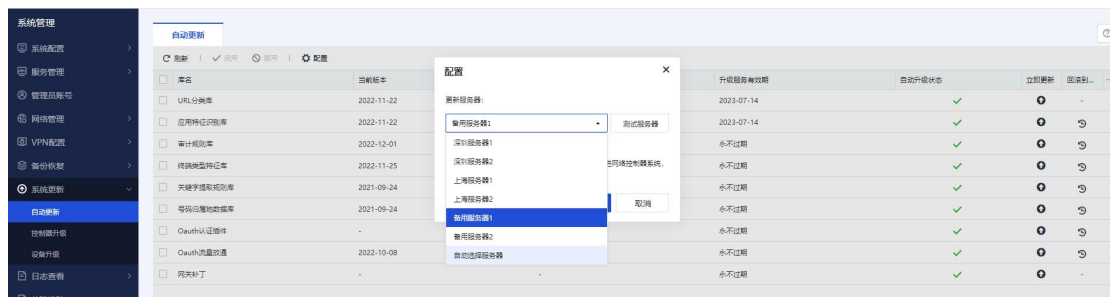 系统管理
系统配置
服务管理
管理员账号
网络管理
VPN配置
备份恢复
系统更新
自动更新
控制器升级
设备升级
日志查看
自动更新
刷新 启用 禁用 配置
库名 当前版本 升级服务有效期 自动升级状态 立即更新 回滚到...
URL分类库 2022-11-22 2023-07-14 -
应用特征识别库 2022-11-22 2023-07-14
审计规则库 2022-12-01 永不过期
终端类型特征库 2022-11-25 永不过期
关键字提取规则库 2021-09-24 永不过期
号码归属地数据库 2021-09-24 永不过期
Oauth认证插件 - 永不过期
Oauth流量放通 2022-10-08 永不过期
网关补丁 - - 永不过期 -
配置
更新服务器:
备用服务器1 测试服务器
深圳服务器1
深圳服务器2
网络控制器系统,
上海服务器1
上海服务器2
取消
备用服务器1
备用服务器2
自动选择服务器